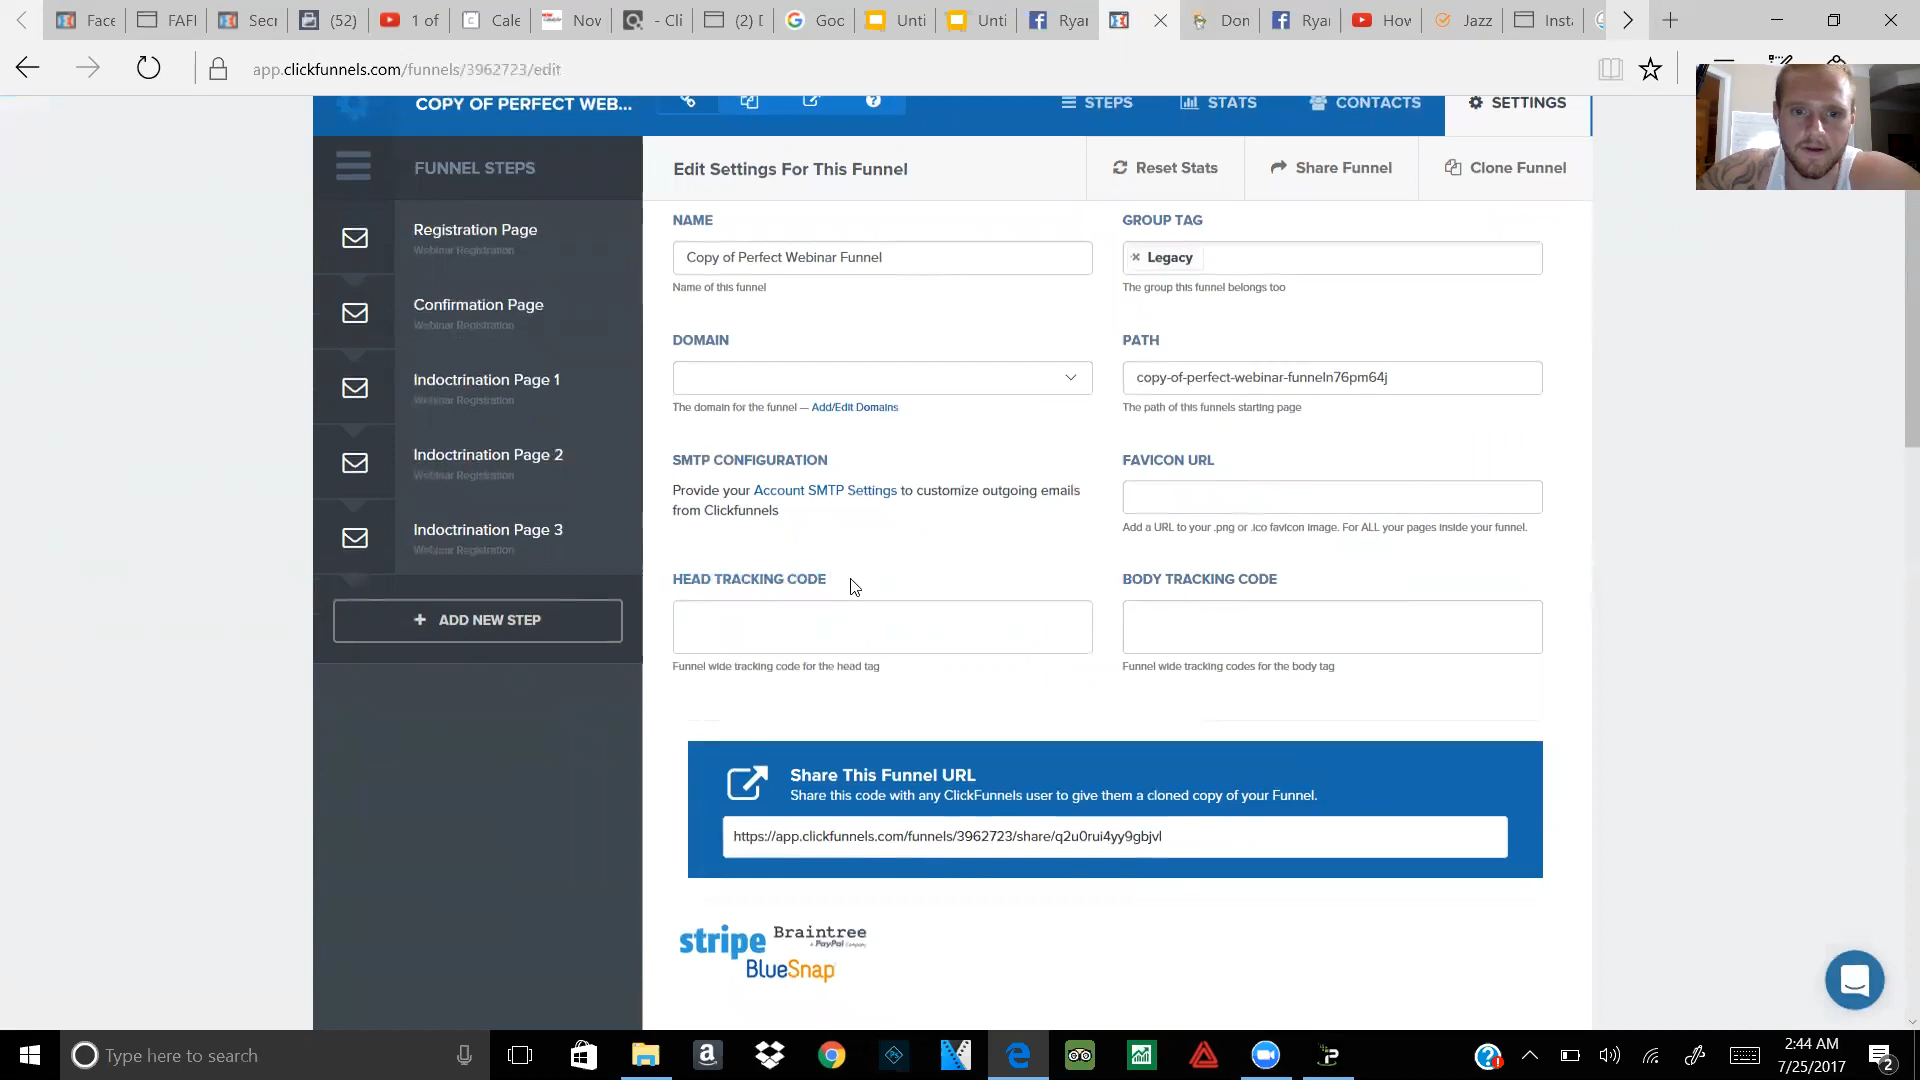 Face
FAFI
Secr
(52)
1 of
Cale
Nov
- Cli
(2) D
Goo
Unti
Unti
Ryan
Don
Ryan
How
Jazz
Insta
app.clickfunnels.com/funnels/3962723/edit
COPY OF PERFECT WEB...
STEPS
STATS
CONTACTS
SETTINGS
FUNNEL STEPS
Edit Settings For This Funnel
Reset Stats
Share Funnel
Clone Funnel
Registration Page
Webinar Registration
Confirmation Page
Webinar Registration
Indoctrination Page 1
Webinar Registration
Indoctrination Page 2
Webinar Registration
Indoctrination Page 3
Webinar Registration
+ ADD NEW STEP
NAME
Copy of Perfect Webinar Funnel
Name of this funnel
GROUP TAG
× Legacy
The group this funnel belongs too
DOMAIN
The domain for the funnel — Add/Edit Domains
PATH
copy-of-perfect-webinar-funneln76pm64j
The path of this funnels starting page
SMTP CONFIGURATION
Provide your Account SMTP Settings to customize outgoing emails
from Clickfunnels
FAVICON URL
Add a URL to your .png or .ico favicon image. For ALL your pages inside your funnel.
HEAD TRACKING CODE
Funnel wide tracking code for the head tag
BODY TRACKING CODE
Funnel wide tracking codes for the body tag
Share This Funnel URL
Share this code with any ClickFunnels user to give them a cloned copy of your Funnel.
https://app.clickfunnels.com/funnels/3962723/share/q2u0rui4yy9gbjvl
stripe
Braintree
A PayPal Company
BlueSnap
Type here to search
2:44 AM
7/25/2017
2